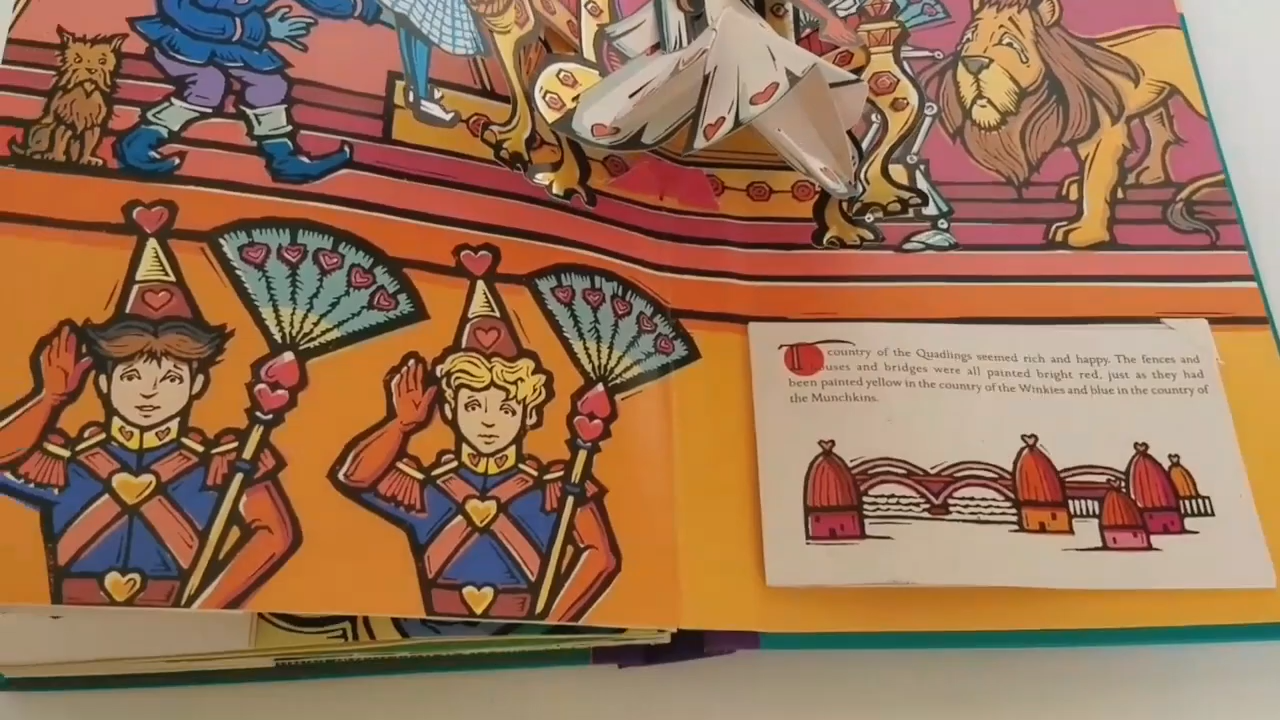 T country of the Quadlings seemed rich and happy. The fences and
ouses and bridges were all painted bright red, just as they had
been painted yellow in the country of the Winkies and blue in the country of
the Munchkins.